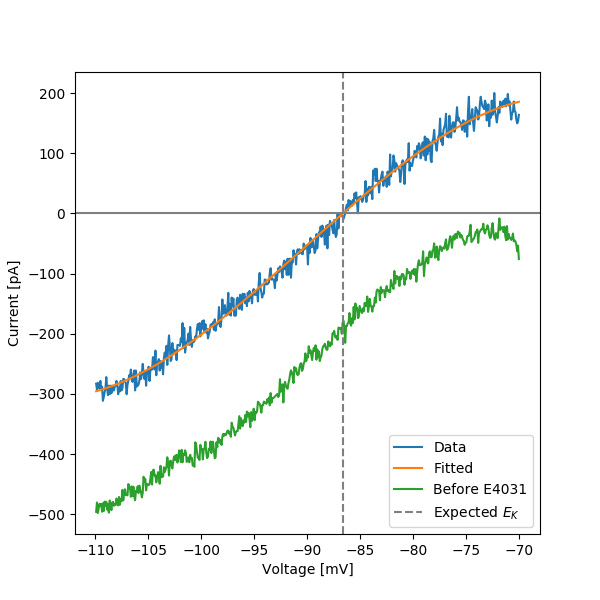 200
100
0
−100
−200
−300
−400
−500
Current [pA]
−110 −105 −100 −95 −90 −85 −80 −75 −70
Voltage [mV]
Data
Fitted
Before E4031
Expected E_K